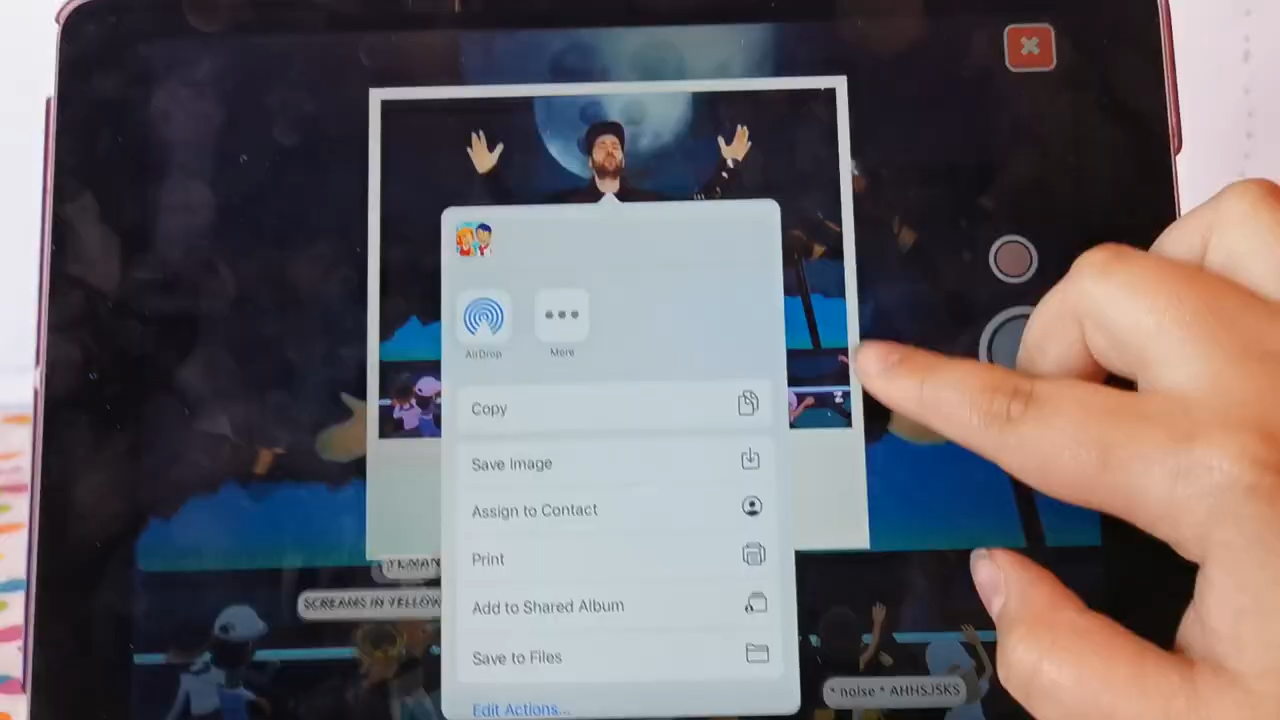 AirDrop
More
Copy
Save Image
Assign to Contact
Print
Add to Shared Album
SCREAMS IN YELLOW
Save to Files
* noise * AHHSJSKS
Edit Actions...